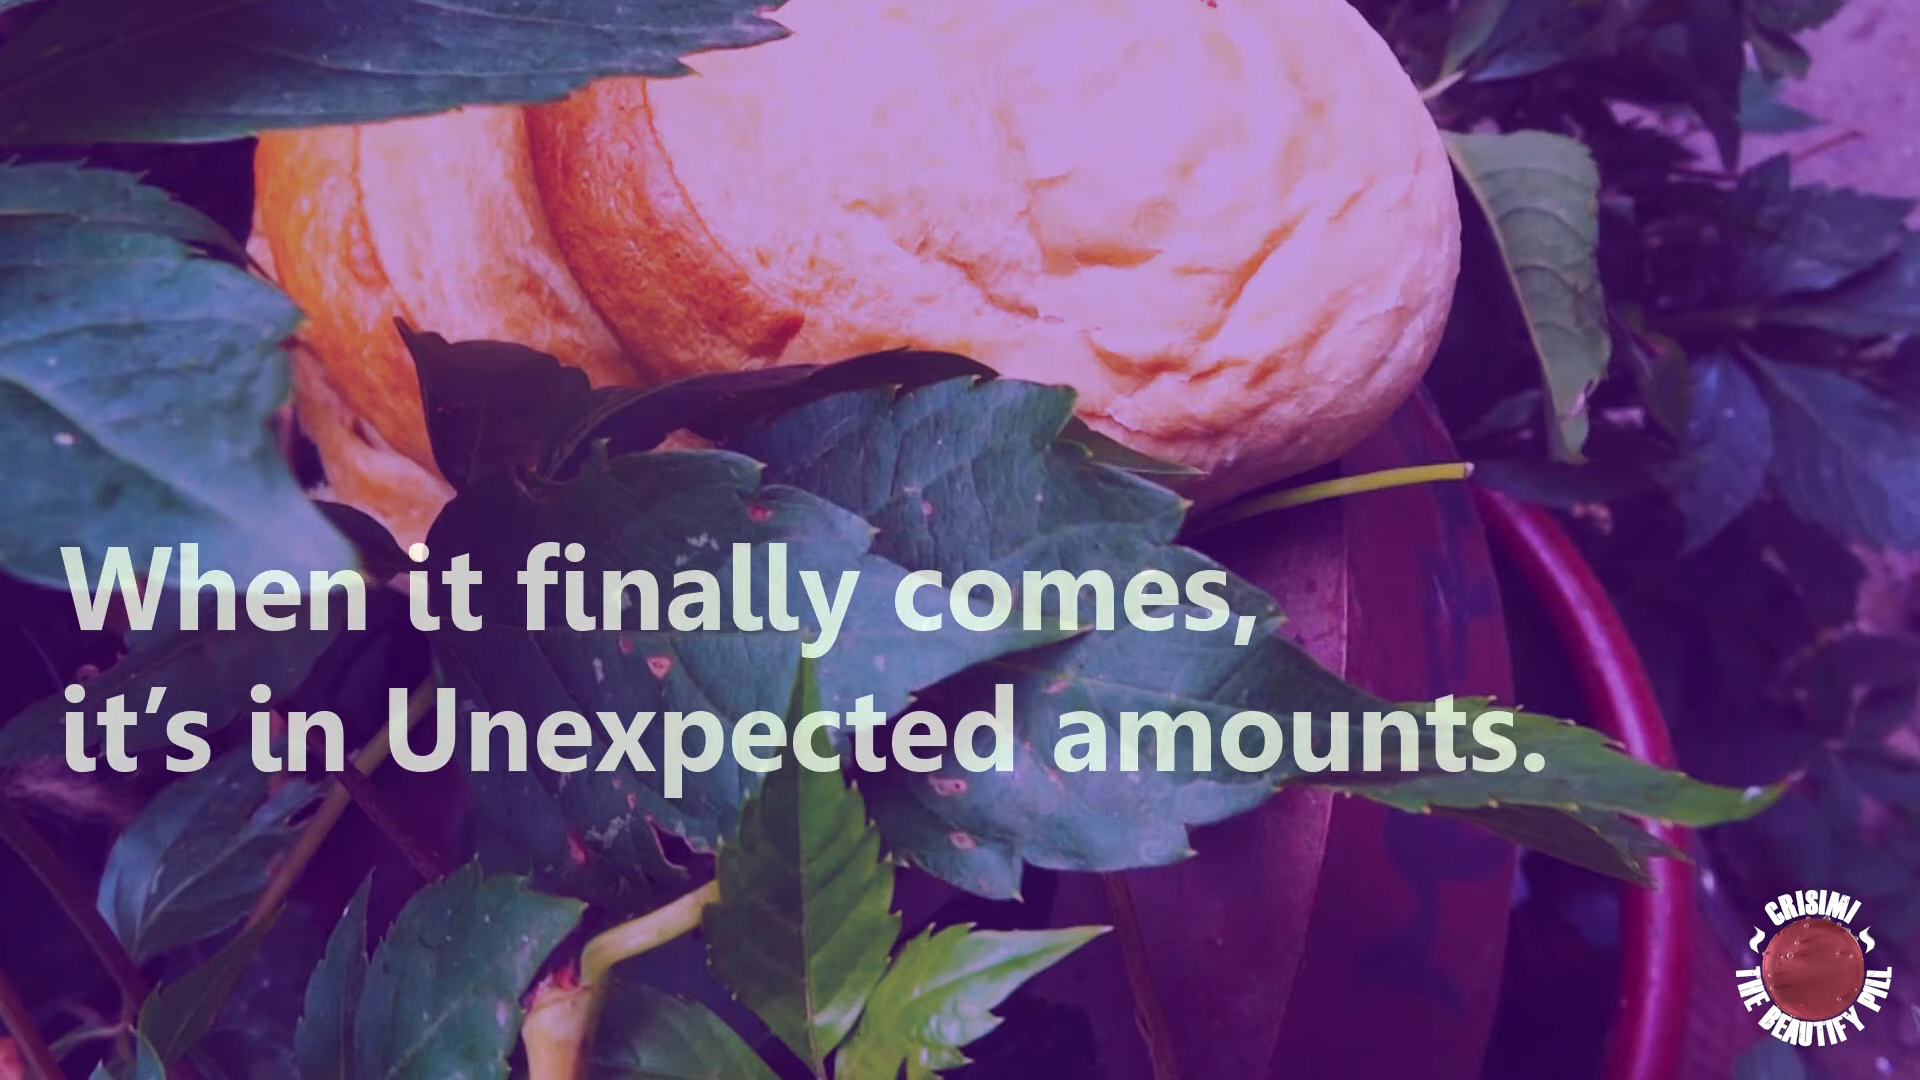 When it finally comes,
it’s in Unexpected amounts.
CRISIMI
THE BEAUTIFY PILL